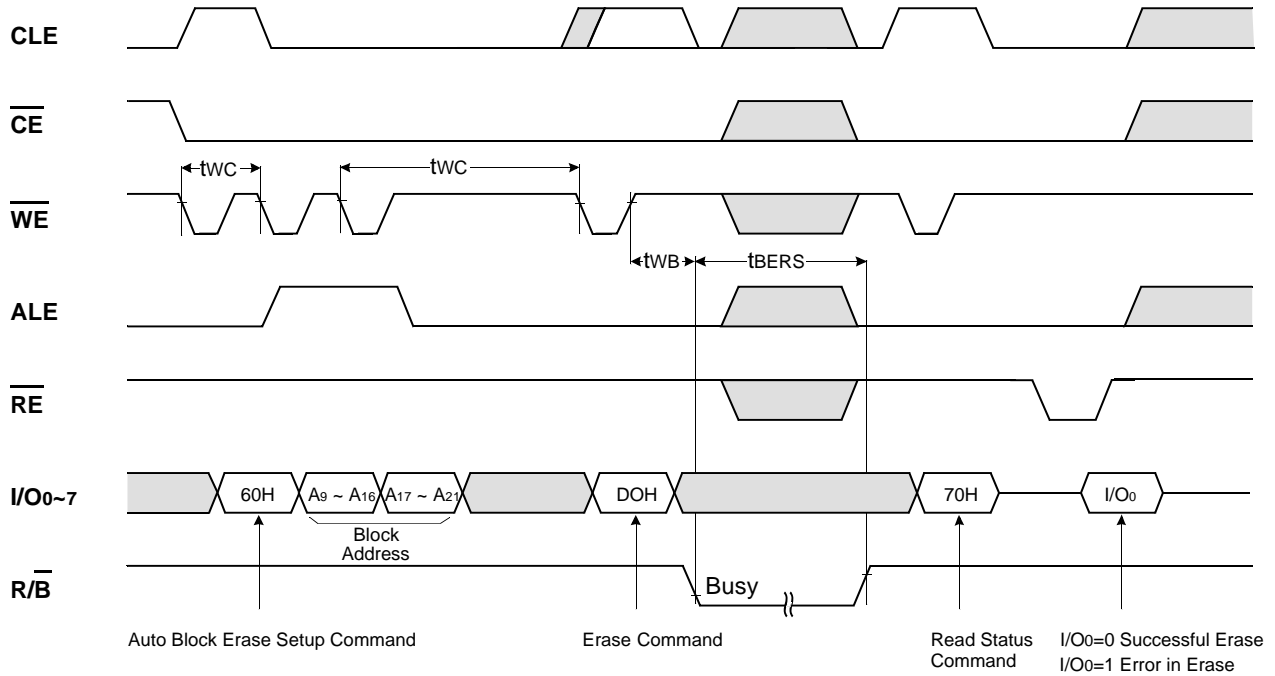 CLE
CE
tWC
tWC
WE
tWB
tBERS
ALE
RE
I/O0~7
60H
A9 ~ A16
A17 ~ A21
DOH
70H
I/O0
Block
Address
R/B
Busy
Auto Block Erase Setup Command
Erase Command
Read Status
Command
I/O0=0 Successful Erase
I/O0=1 Error in Erase